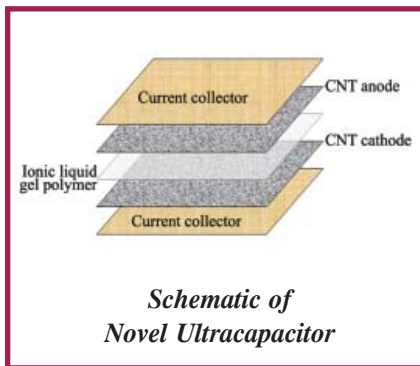 Current collector
CNT anode
CNT cathode
Ionic liquid
gel polymer
Current collector
Schematic of
Novel Ultracapacitor